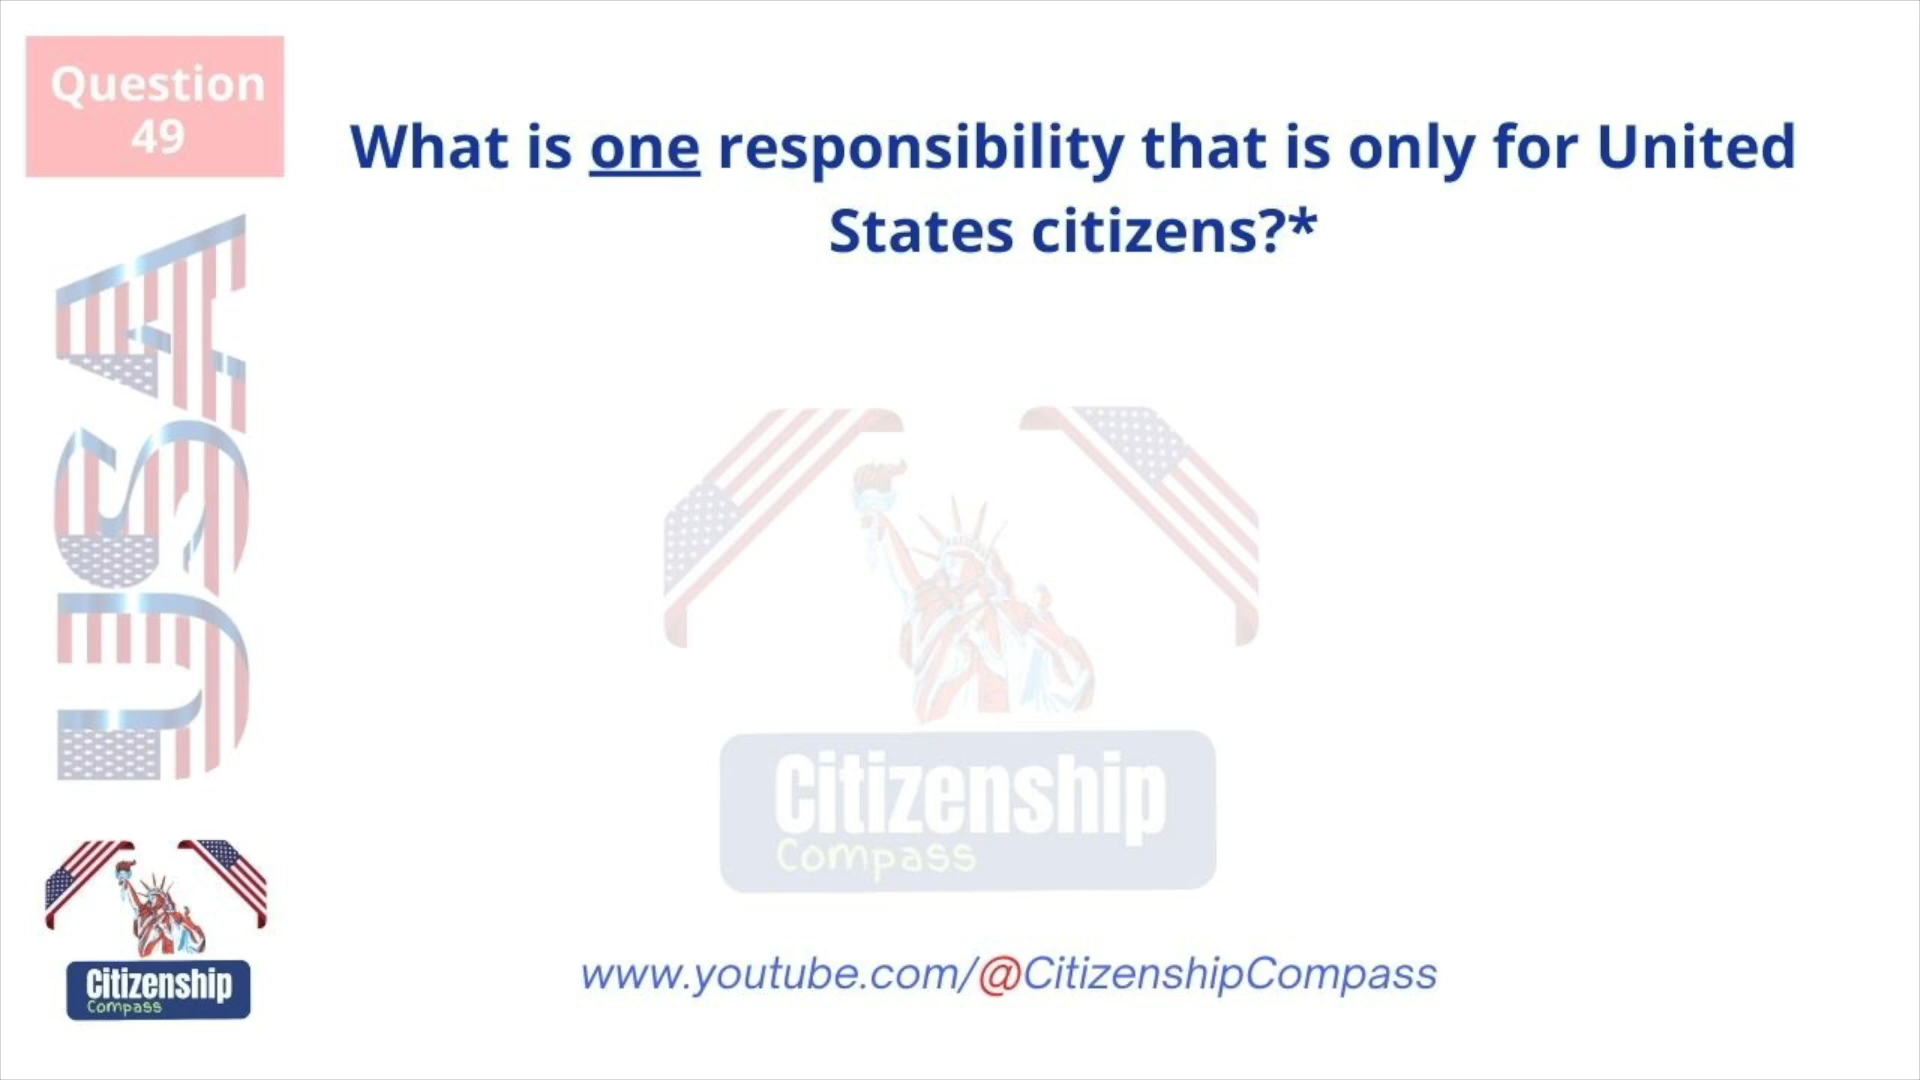 Question
49
What is one responsibility that is only for United
States citizens?*
USA
Citizenship
Compass
Citizenship
Compass
www.youtube.com/@CitizenshipCompass